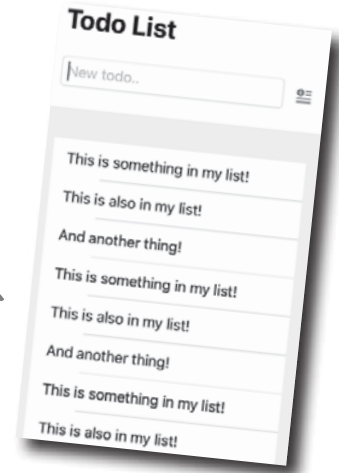 Todo List
New todo..
This is something in my list!
This is also in my list!
And another thing!
This is something in my list!
This is also in my list!
And another thing!
This is something in my list!
This is also in my list!